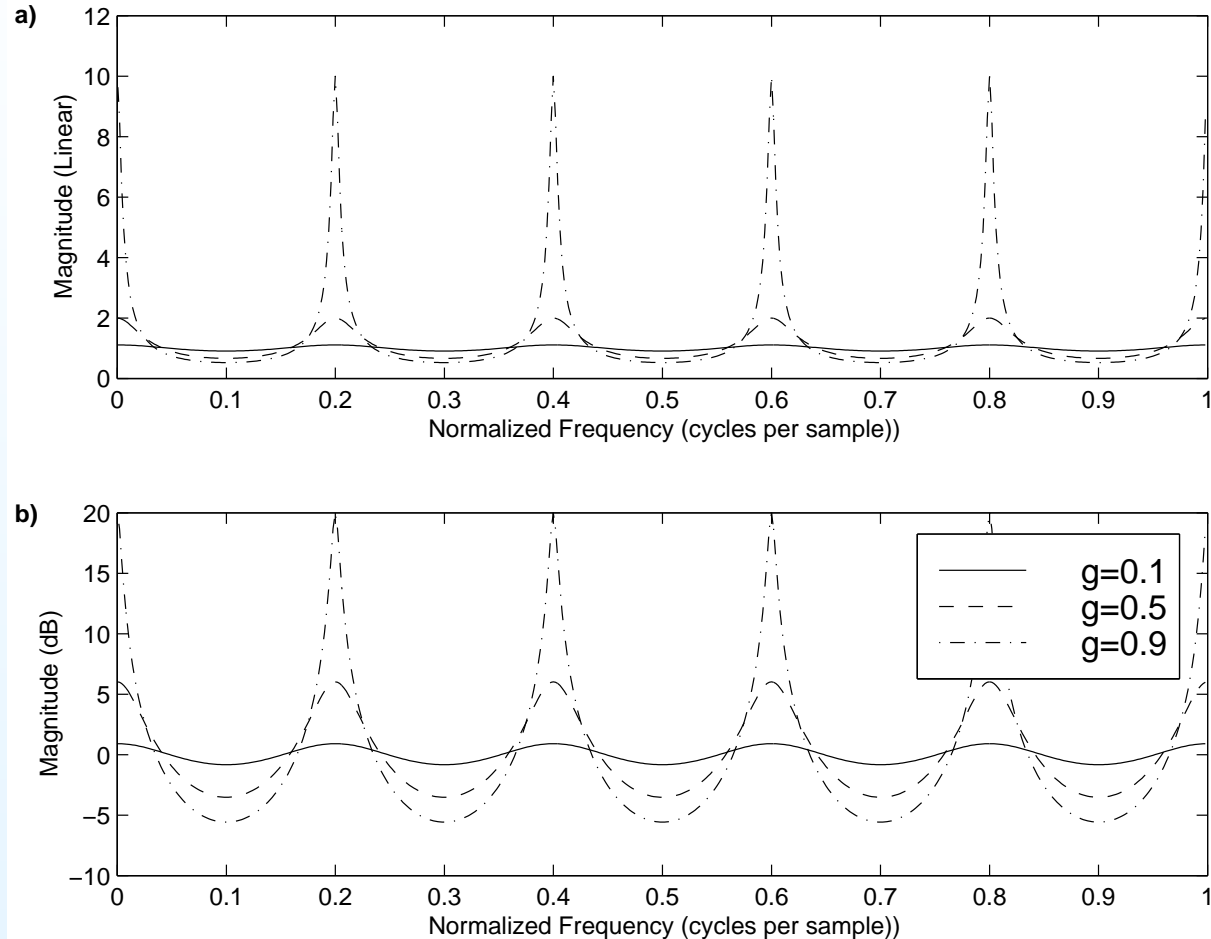 a)
Magnitude (Linear)
12
10
8
6
4
2
0
0 0.1 0.2 0.3 0.4 0.5 0.6 0.7 0.8 0.9 1
Normalized Frequency (cycles per sample))
b)
Magnitude (dB)
20
15
10
5
0
−5
−10
g=0.1
g=0.5
g=0.9
0 0.1 0.2 0.3 0.4 0.5 0.6 0.7 0.8 0.9 1
Normalized Frequency (cycles per sample))